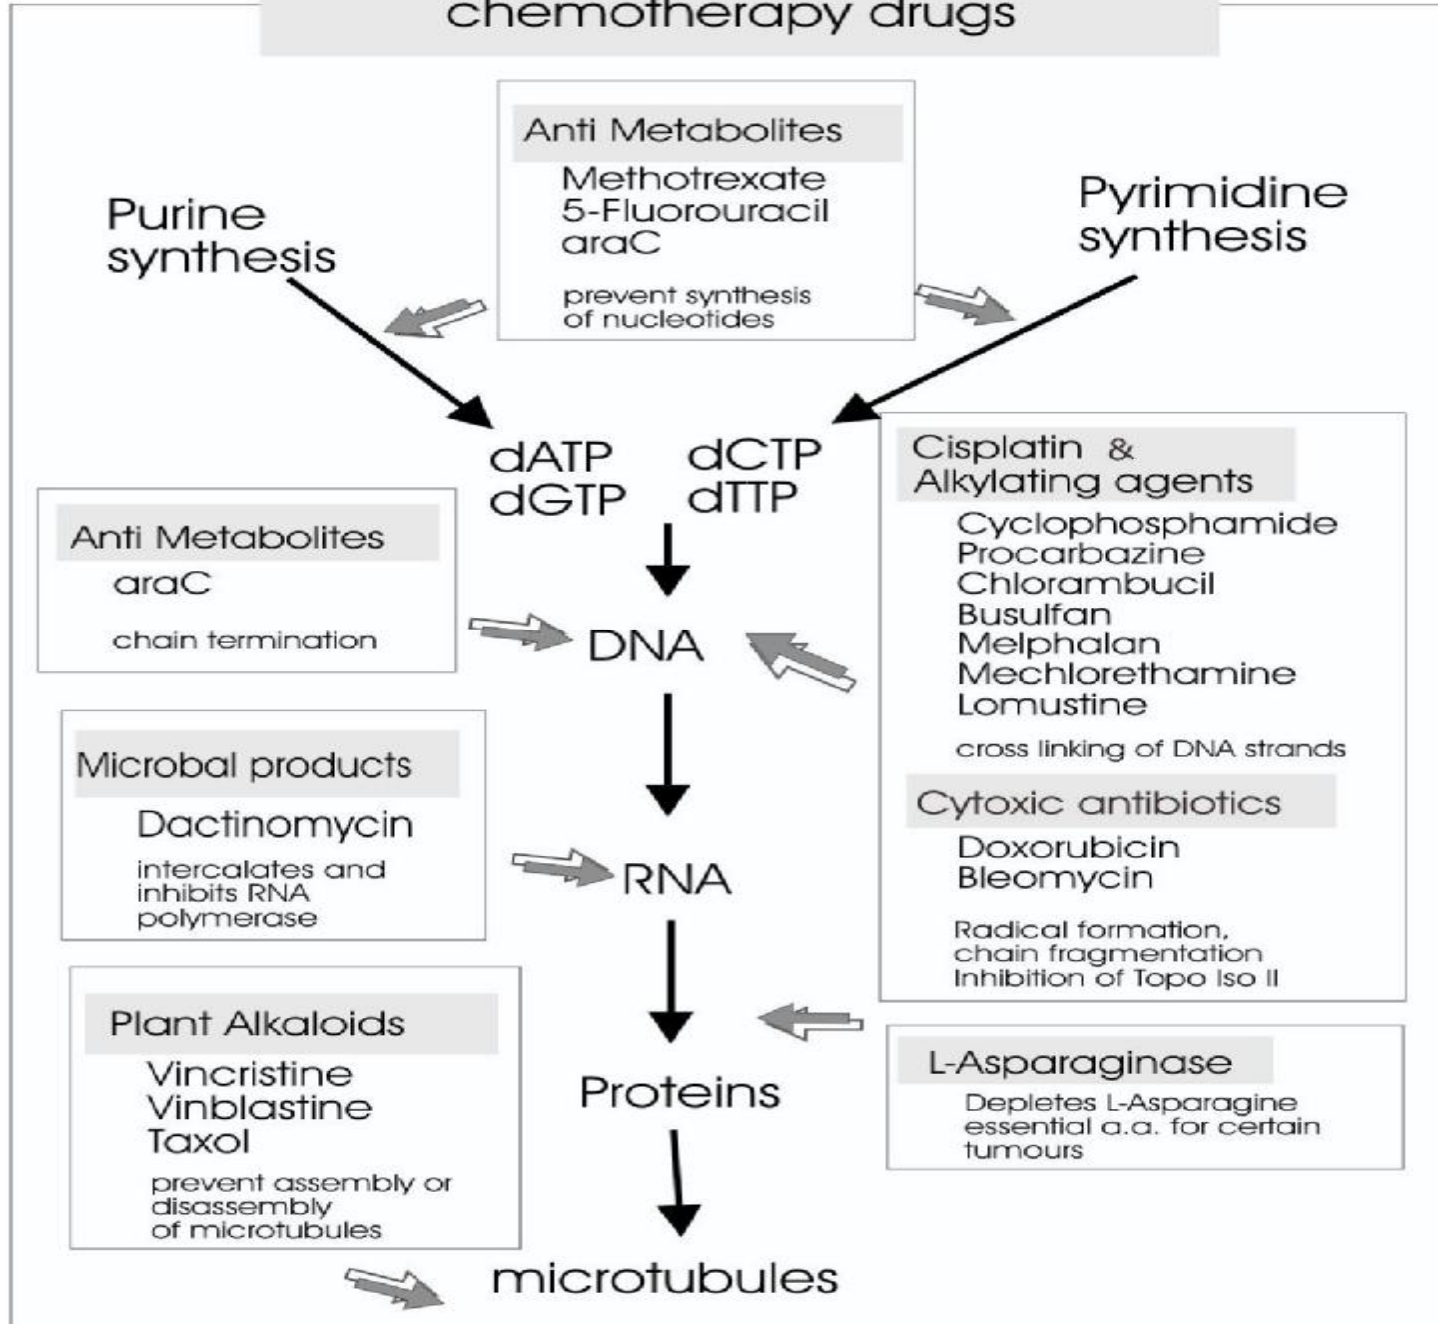 chemotherapy drugs
Anti Metabolites
Methotrexate
5-Fluorouracil
araC
prevent synthesis
of nucleotides
Purine
synthesis
Pyrimidine
synthesis
dATP dCTP
dGTP dTTP
Anti Metabolites
araC
chain termination
DNA
Cisplatin &
Alkylating agents
Cyclophosphamide
Procarbazine
Chlorambucil
Busulfan
Melphalan
Mechlorethamine
Lomustine
cross linking of DNA strands
Cytoxic antibiotics
Doxorubicin
Bleomycin
Radical formation,
chain fragmentation
Inhibition of Topo Iso II
Microbal products
Dactinomycin
intercalates and
inhibits RNA
polymerase
RNA
Plant Alkaloids
Vincristine
Vinblastine
Taxol
prevent assembly or
disassembly
of microtubules
Proteins
L-Asparaginase
Depletes L-Asparagine
essential a.a. for certain
tumours
microtubules